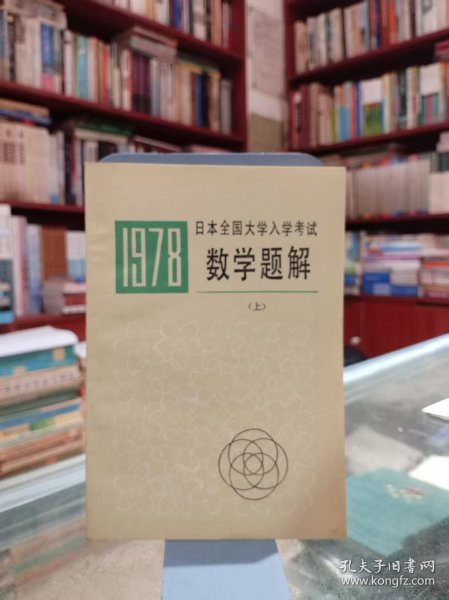 1978
日本全国大学入学考试
数学题解
（上）
孔夫子旧书网
www.kongfz.com